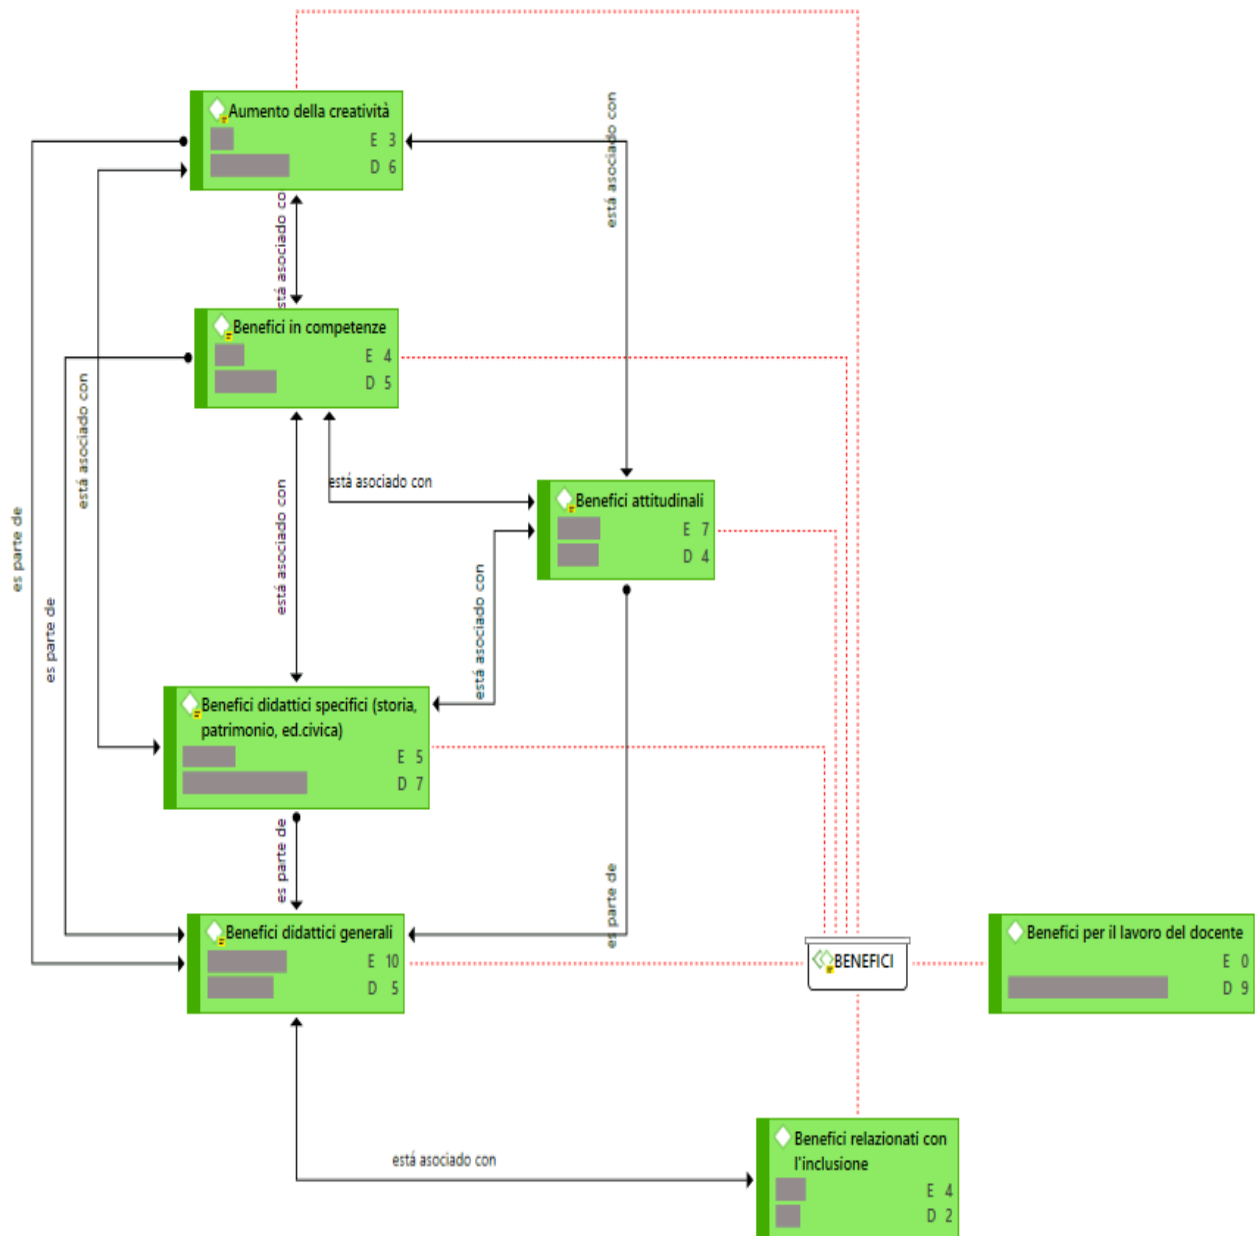 Aumento della creatività
E 3
D 6
está asociado con
está asociado co
Benefici in competenze
E 4
D 5
está asociado con
está asociado con
está asociado con
Benefici attitudinali
E 7
D 4
es parte de
es parte de
está asociado con
Benefici didattici specifici (storia,
patrimonio, ed.civica)
E 5
D 7
es parte de
es parte de
Benefici didattici generali
E 10
D 5
BENEFICI
Benefici per il lavoro del docente
E 0
D 9
está asociado con
Benefici relazionati con
l'inclusione
E 4
D 2